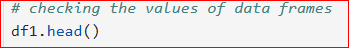 # checking the values of data frames
df1.head()